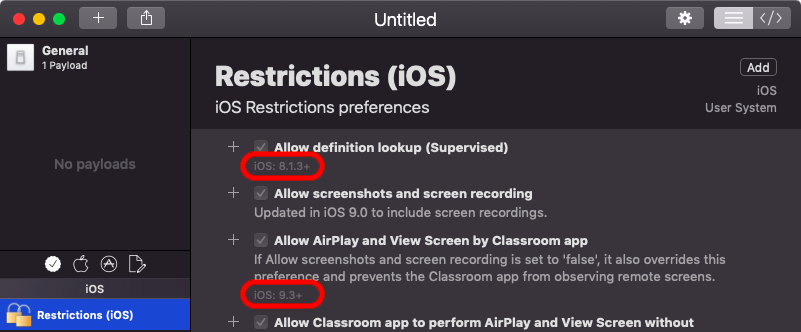 Untitled
General
1 Payload
No payloads
iOS
Restrictions (iOS)
Restrictions (iOS)
Add
iOS Restrictions preferences
iOS
User System
Allow definition lookup (Supervised)
iOS: 8.1.3+
Allow screenshots and screen recording
Updated in iOS 9.0 to include screen recordings.
Allow AirPlay and View Screen by Classroom app
If Allow screenshots and screen recording is set to 'false', it also overrides this
preference and prevents the Classroom app from observing remote screens.
iOS: 9.3+
Allow Classroom app to perform AirPlay and View Screen without